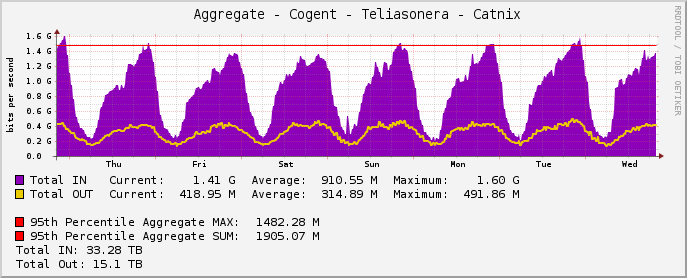 Aggregate - Cogent - Teliasonera - Catnix
RRDTOOL / TOBI OETIKER
bits per second
1.6 G
1.4 G
1.2 G
1.0 G
0.8 G
0.6 G
0.4 G
0.2 G
0.0
Thu Fri Sat Sun Mon Tue Wed
Total IN Current: 1.41 G Average: 910.55 M Maximum: 1.60 G
Total OUT Current: 418.95 M Average: 314.89 M Maximum: 491.86 M
95th Percentile Aggregate MAX: 1482.28 M
95th Percentile Aggregate SUM: 1905.07 M
Total IN: 33.28 TB
Total Out: 15.1 TB